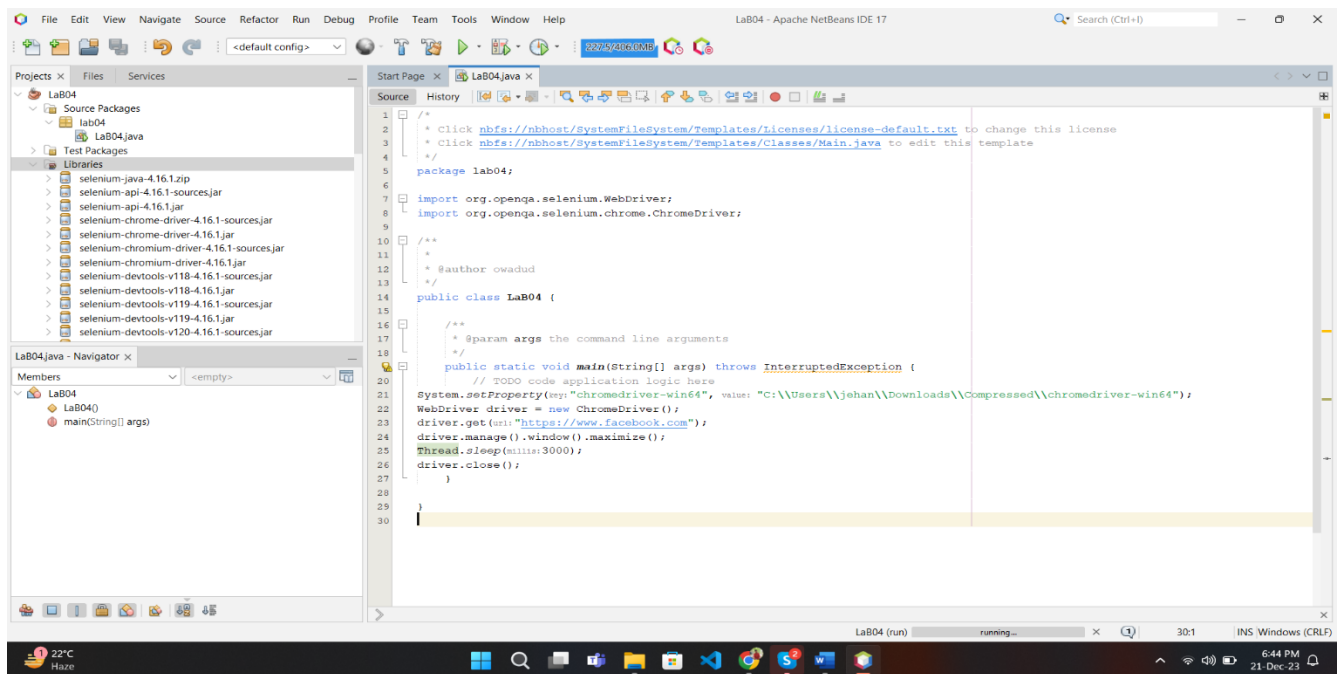 File Edit View Navigate Source Refactor Run Debug Profile Team Tools Window Help LaB04 - Apache NetBeans IDE 17 Search (Ctrl+I)
<default config> 227.5/406.0MB
Projects Files Services
LaB04
Source Packages
lab04
LaB04.java
Test Packages
Libraries
selenium-java-4.16.1.zip
selenium-api-4.16.1-sources.jar
selenium-api-4.16.1.jar
selenium-chrome-driver-4.16.1-sources.jar
selenium-chrome-driver-4.16.1.jar
selenium-chromium-driver-4.16.1-sources.jar
selenium-chromium-driver-4.16.1.jar
selenium-devtools-v118-4.16.1-sources.jar
selenium-devtools-v118-4.16.1.jar
selenium-devtools-v119-4.16.1-sources.jar
selenium-devtools-v119-4.16.1.jar
selenium-devtools-v120-4.16.1-sources.jar
LaB04.java - Navigator
Members <empty>
LaB04
LaB04()
main(String[] args)
Start Page LaB04.java
Source History
1 /*
2 * Click nbfs://nbhost/SystemFileSystem/Templates/Licenses/license-default.txt to change this license
3 * Click nbfs://nbhost/SystemFileSystem/Templates/Classes/Main.java to edit this template
4 */
5 package lab04;
6
7 import org.openqa.selenium.WebDriver;
8 import org.openqa.selenium.chrome.ChromeDriver;
9
10 /**
11 *
12 * @author owadud
13 */
14 public class LaB04 {
15
16 /**
17 * @param args the command line arguments
18 */
public static void main(String[] args) throws InterruptedException {
20 // TODO code application logic here
21 System.setProperty(key:"chromedriver-win64", value: "C:\\Users\\jehan\\Downloads\\Compressed\\chromedriver-win64");
22 WebDriver driver = new ChromeDriver();
23 driver.get(url:"https://www.facebook.com");
24 driver.manage().window().maximize();
25 Thread.sleep(millis:3000);
26 driver.close();
27 }
28
29 }
30
LaB04 (run) running... 1 30:1 INS Windows (CRLF)
1 22°C
Haze
2
6:44 PM
21-Dec-23